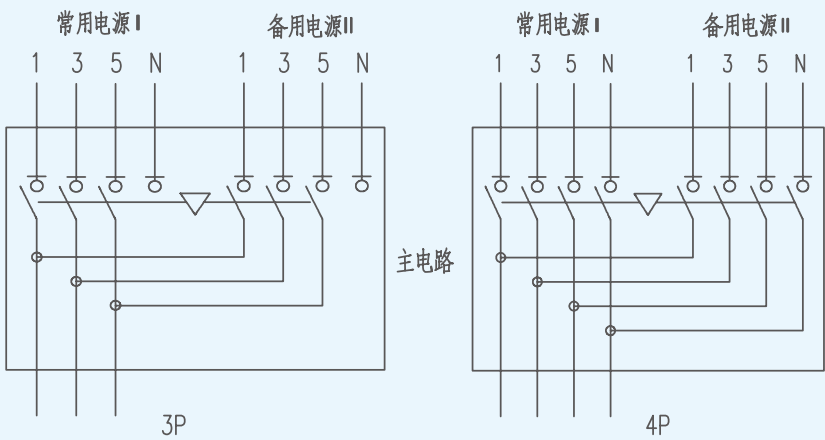 常用电源I 备用电源II 常用电源I 备用电源II
1 3 5 N 1 3 5 N 1 3 5 N 1 3 5 N
主电路
3P 4P